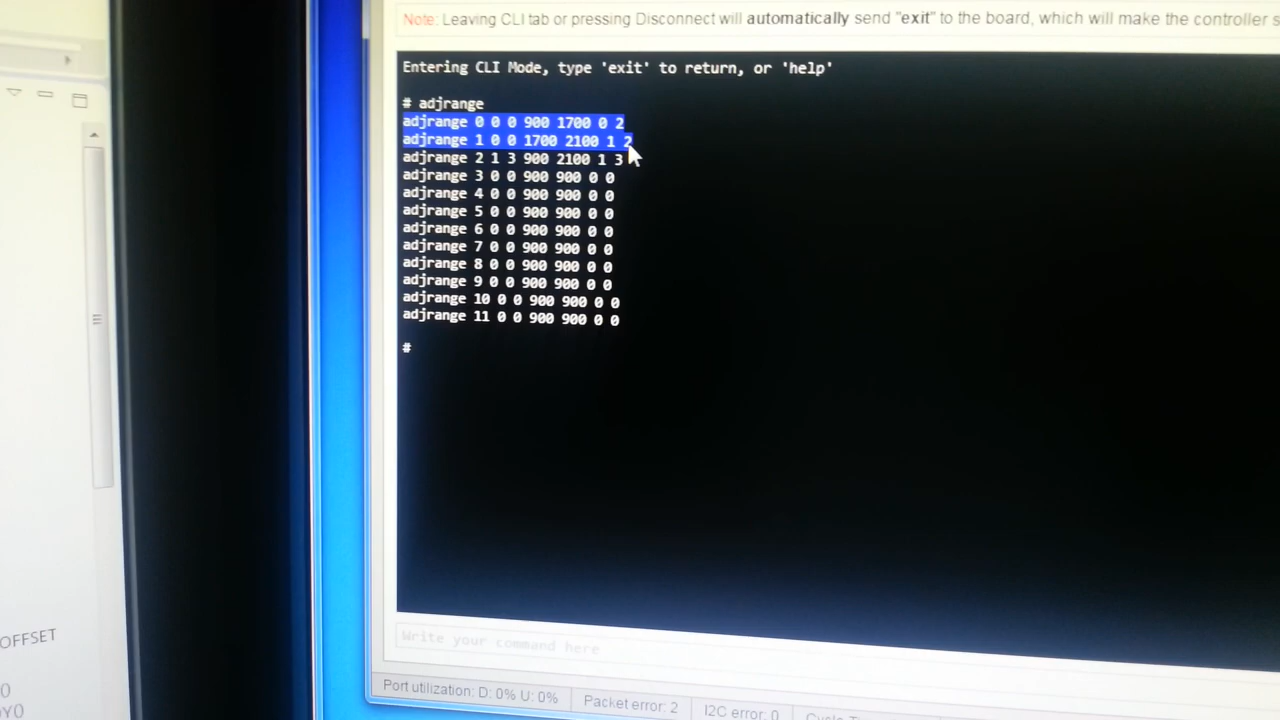 Note: Leaving CLI tab or pressing Disconnect will automatically send "exit" to the board, which will make the controller
Entering CLI Mode, type 'exit' to return, or 'help'
# adjrange
adjrange 0 0 0 900 1700 0 2
adjrange 1 0 0 1700 2100 1 2
adjrange 2 1 3 900 2100 1 3
adjrange 3 0 0 900 900 0 0
adjrange 4 0 0 900 900 0 0
adjrange 5 0 0 900 900 0 0
adjrange 6 0 0 900 900 0 0
adjrange 7 0 0 900 900 0 0
adjrange 8 0 0 900 900 0 0
adjrange 9 0 0 900 900 0 0
adjrange 10 0 0 900 900 0 0
adjrange 11 0 0 900 900 0 0
#
OFFSET
Write your command here
Port utilization: D: 0% U: 0%
Packet error: 2
I2C error: 0